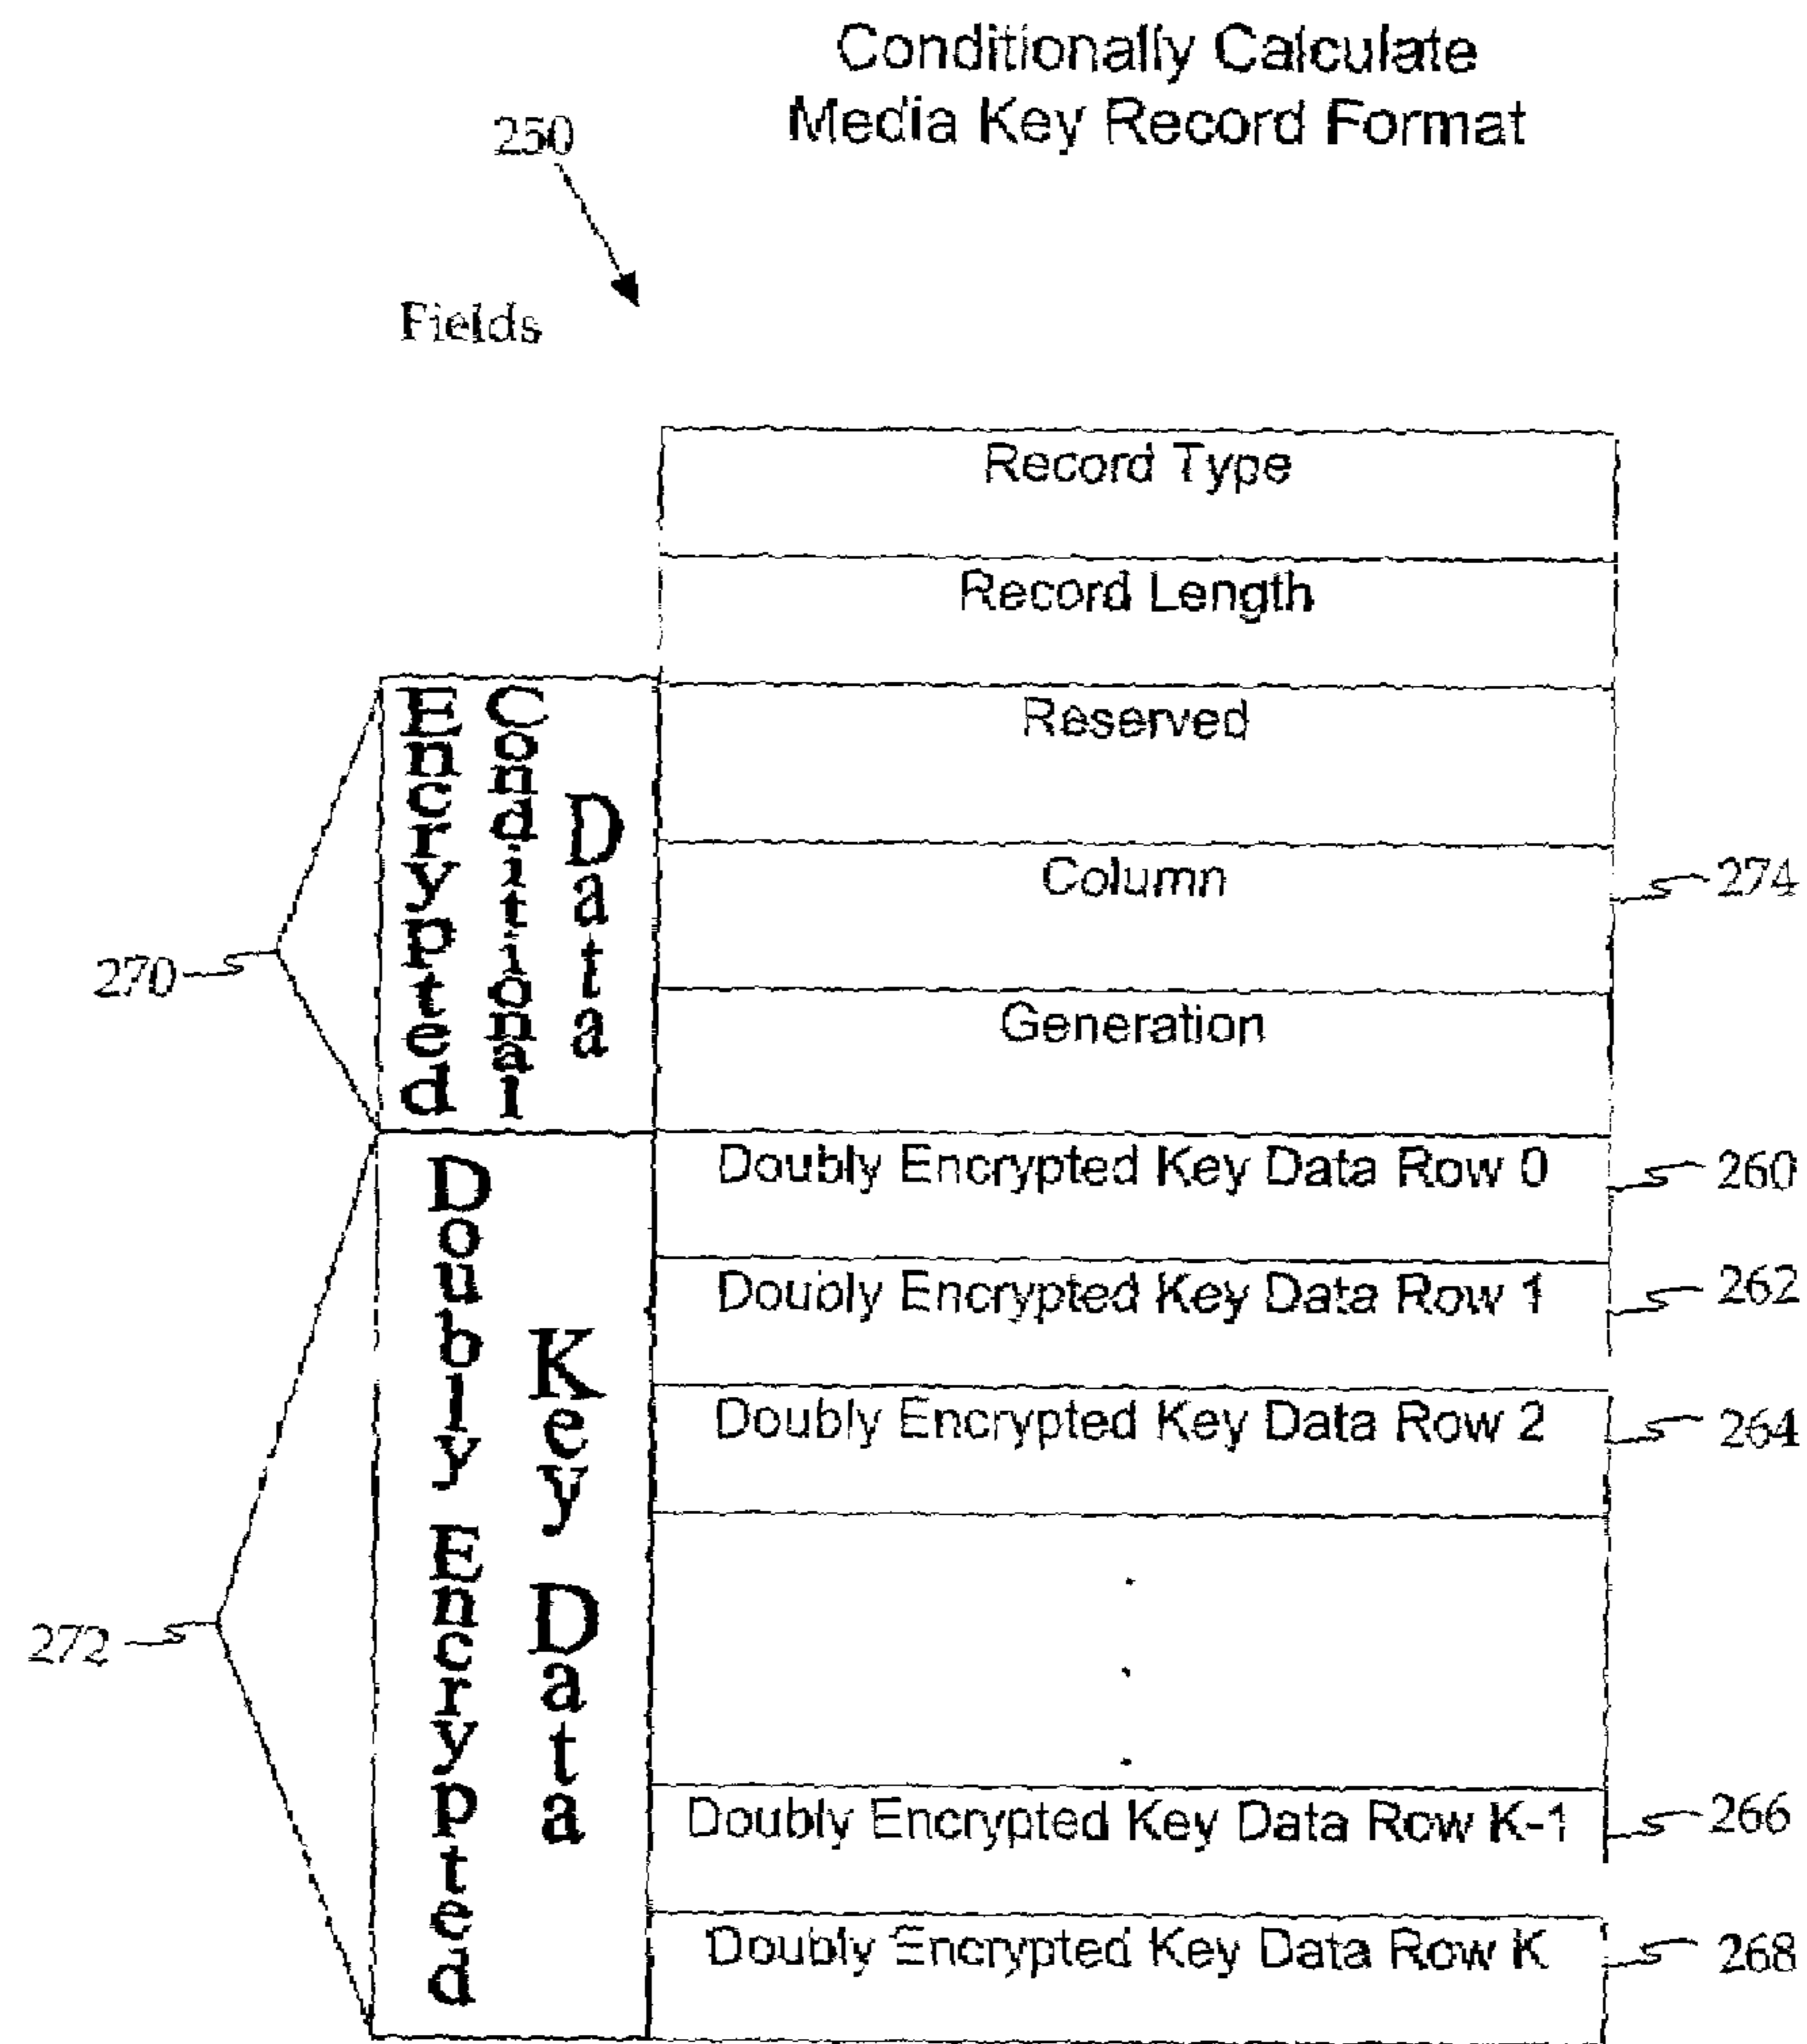 Conditionally Calculate
Media Key Record Format
250
Fields
Record Type
Record Length
Encrypted
Conditional
Data
270
Reserved
Column
274
Generation
Doubly Encrypted
Key Data
272
Doubly Encrypted Key Data Row 0
260
Doubly Encrypted Key Data Row 1
262
Doubly Encrypted Key Data Row 2
264
.
.
.
Doubly Encrypted Key Data Row K-1
266
Doubly Encrypted Key Data Row K
268